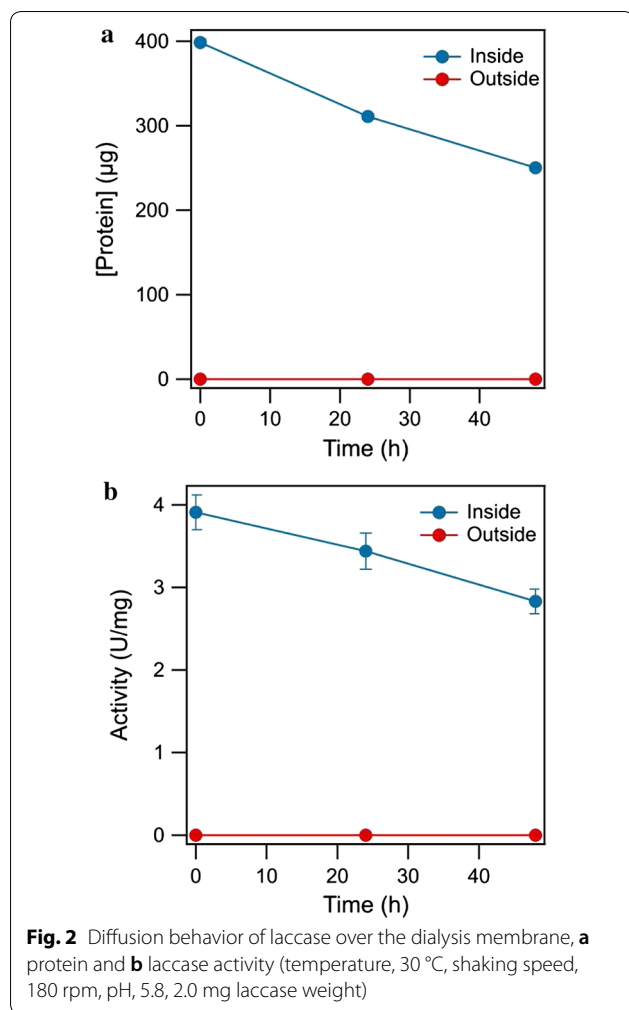 a
400
300
200
100
0
[Protein] (µg)
Inside
Outside
0 10 20 30 40
Time (h)
b
4
3
2
1
0
Activity (U/mg)
Inside
Outside
0 10 20 30 40
Time (h)
Fig. 2 Diffusion behavior of laccase over the dialysis membrane, a
protein and b laccase activity (temperature, 30 °C, shaking speed,
180 rpm, pH, 5.8, 2.0 mg laccase weight)